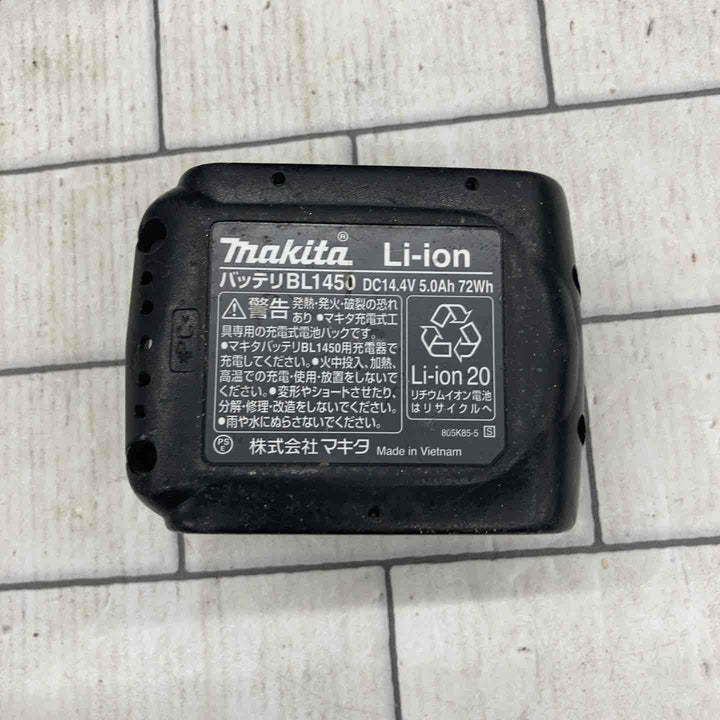 makita® Li-ion
バッテリBL1450 DC14.4V 5.0Ah 72Wh
警告 発熱・発火・破裂の恐れ
あり ●マキタ充電式工
具専用の充電式電池パックです。
●マキタバッテリBL1450用充電器で
充電してください。●火中投入、加熱、
高温での充電・使用・放置をしないで
ください。●変形やショートさせたり、
分解・修理・改造をしないでください。
●雨や水にぬらさないでください。
Li-ion 20
リチウムイオン電池
はリサイクルへ
805K85-5 S
PSE 株式会社マキタ Made in Vietnam
>PC<